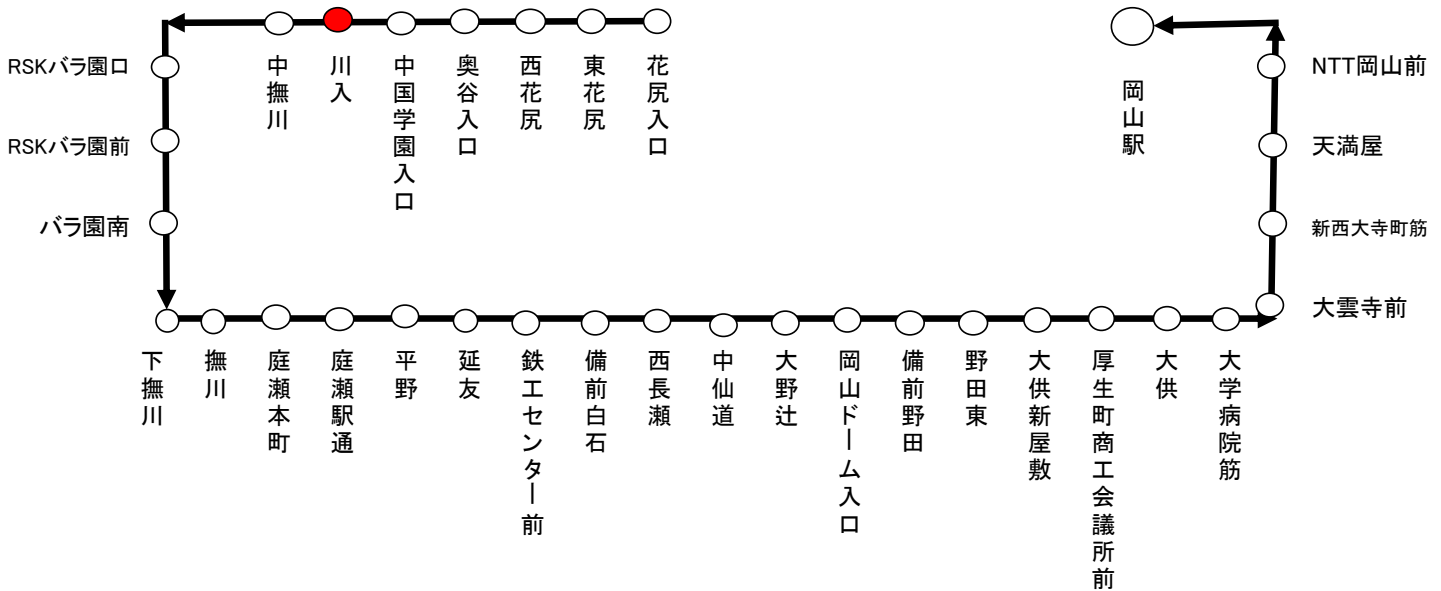 花尻入口
東花尻
西花尻
奥谷入口
中国学園入口
川入
中撫川
RSKバラ園口
RSKバラ園前
バラ園南
下撫川
撫川
庭瀬本町
庭瀬駅通
平野
延友
鉄工センター前
備前白石
西長瀬
中仙道
大野辻
岡山ドーム入口
備前野田
野田東
大供新屋敷
厚生町商工会議所前
大供
大学病院筋
大雲寺前
新西大寺町筋
天満屋
NTT岡山前
岡山駅